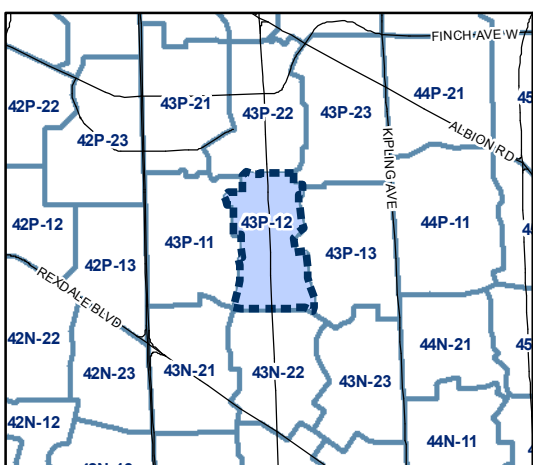 FINCH AVE W
44P-21
45
42P-22
43P-21
43P-22
43P-23
42P-23
ALBION RD
KIPLING AVE
42P-12
43P-12
44P-11
43P-11
43P-13
42P-13
REXDALE BLVD
42N-22
44N-21
45
42N-23
43N-21
43N-22
43N-23
42N-12
44N-11